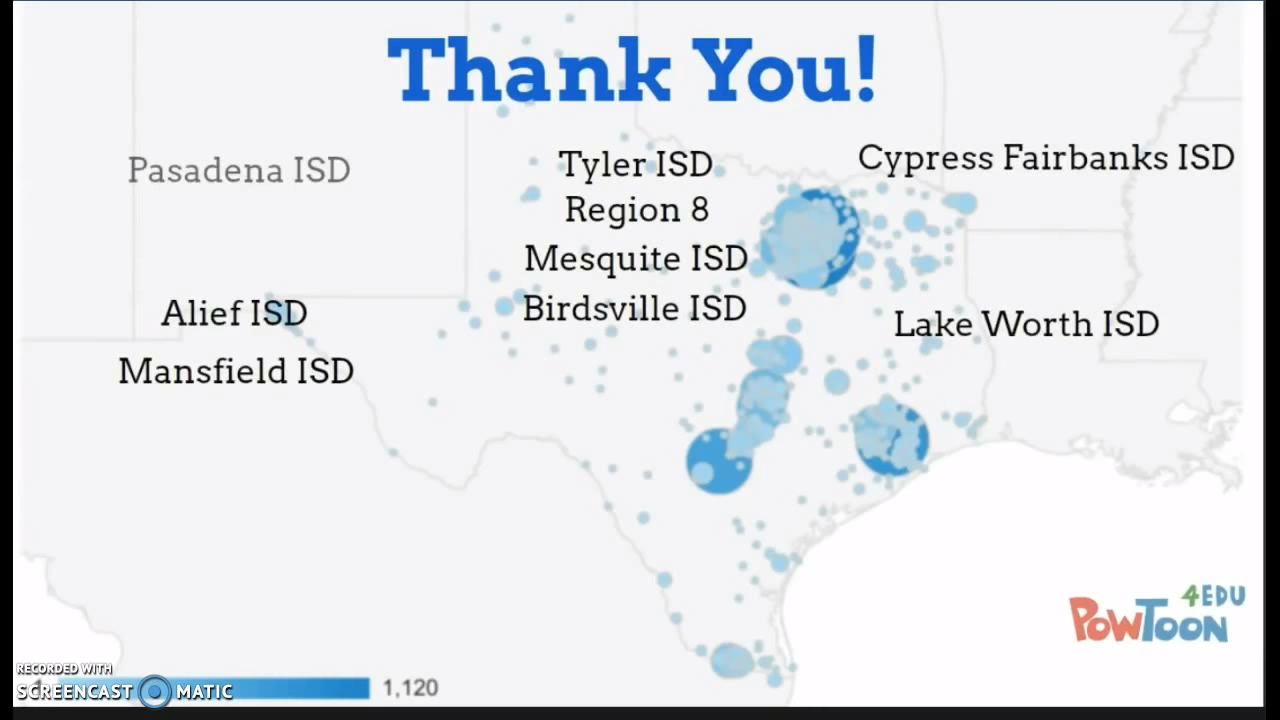 Thank You!
Pasadena ISD
Tyler ISD
Cypress Fairbanks ISD
Region 8
Mesquite ISD
Birdsville ISD
Alief ISD
Lake Worth ISD
Mansfield ISD
4EDU
PowToon
RECORDED WITH
SCREENCAST MATIC
1,120